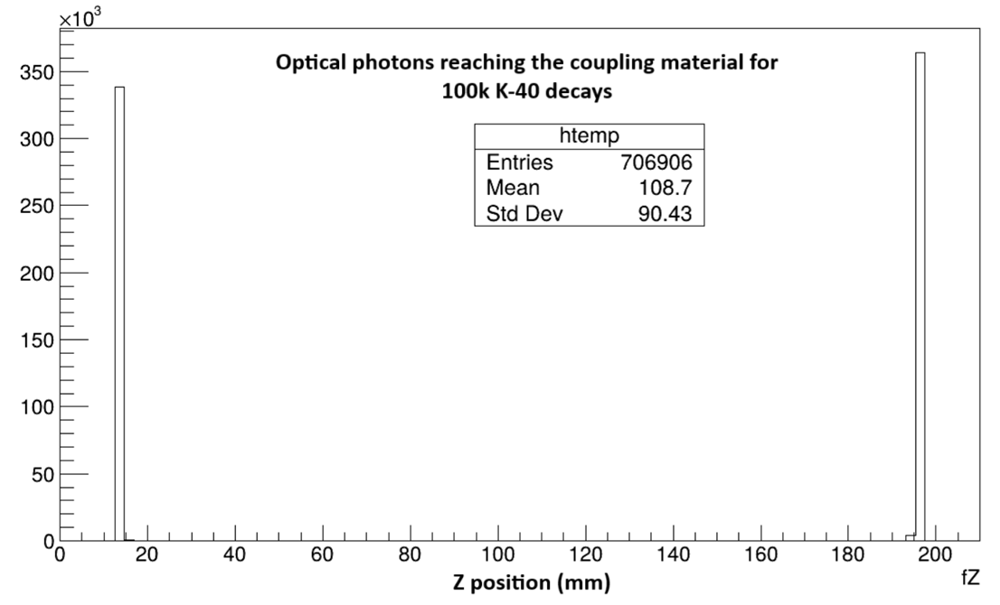 ×10³
Optical photons reaching the coupling material for
100k K-40 decays
htemp
Entries 706906
Mean 108.7
Std Dev 90.43
350
300
250
200
150
100
50
0
0 20 40 60 80 100 120 140 160 180 200
Z position (mm)
fZ